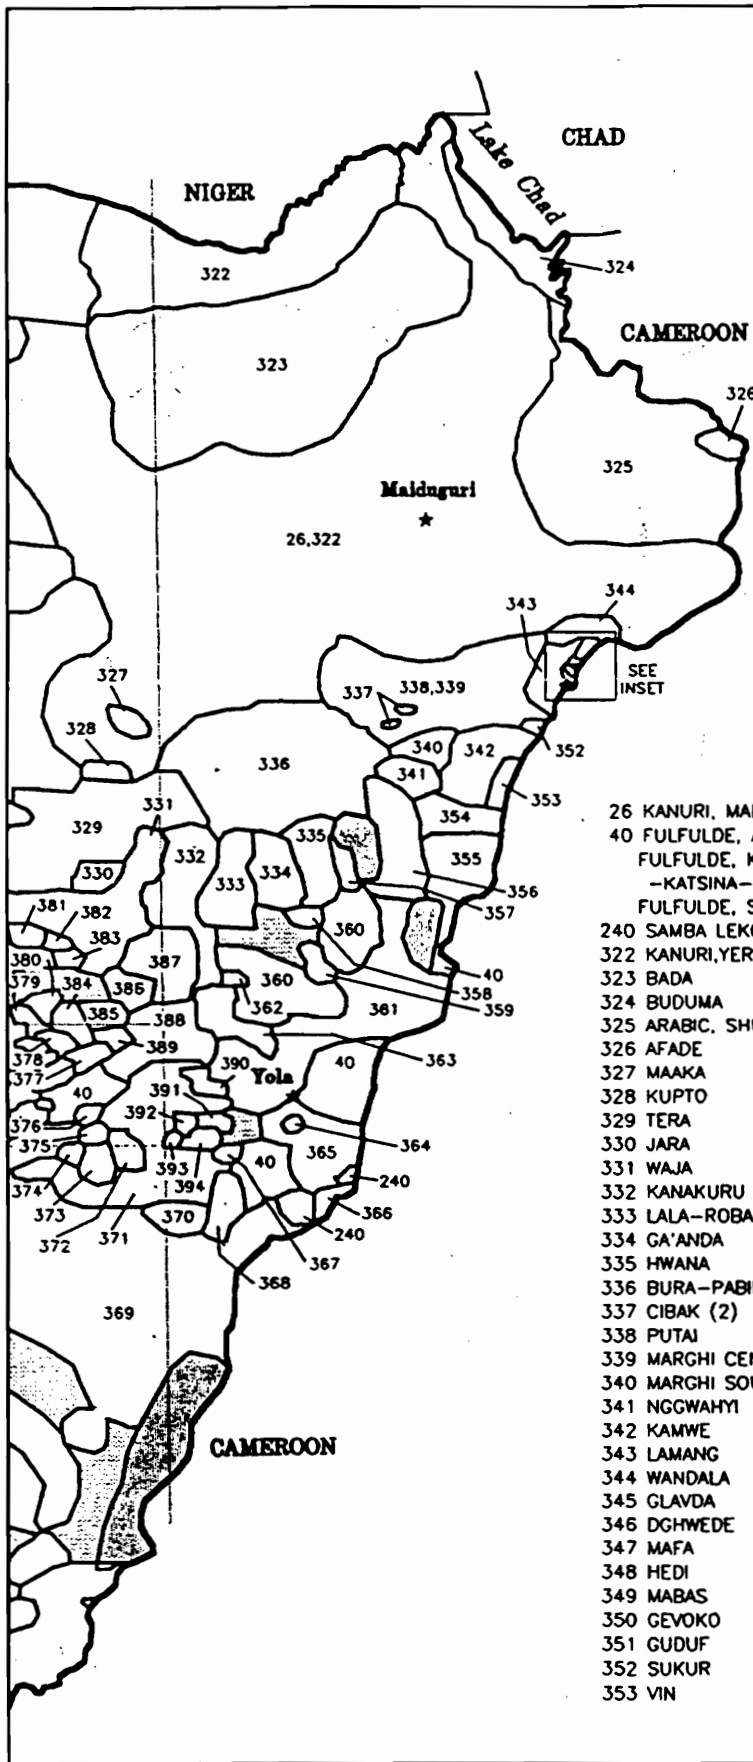 CHAD
Lake Chad
NIGER
322
324
CAMEROON
323
326
325
Maiduguri
26,322
344
343
327
SEE
INSET
337
338,339
328
352
340
342
336
341
331
353
354
329
335
332
355
330
333
334
356
381
382
357
383
360
380
387
379
384
386
360
40
358
362
359
385
388
361
389
363
378
390
377
Yola
40
40
391
376
392
375
364
365
393
40
374
394
240
373
370
366
372
371
240
367
368
369
CAMEROON
26 KANURI, MA
40 FULFULDE,
FULFULDE, K
-KATSINA-
FULFULDE, S
240 SAMBA LEK
322 KANURI,YER
323 BADA
324 BUDUMA
325 ARABIC, SH
326 AFADE
327 MAAKA
328 KUPTO
329 TERA
330 JARA
331 WAJA
332 KANAKURU
333 LALA-ROBA
334 GA'ANDA
335 HWANA
336 BURA-PABI
337 CIBAK (2)
338 PUTAI
339 MARGHI CE
340 MARGHI SO
341 NGGWAHYI
342 KAMWE
343 LAMANG
344 WANDALA
345 GLAVDA
346 DGHWEDE
347 MAFA
348 HEDI
349 MABAS
350 GEVOKO
351 GUDUF
352 SUKUR
353 VIN